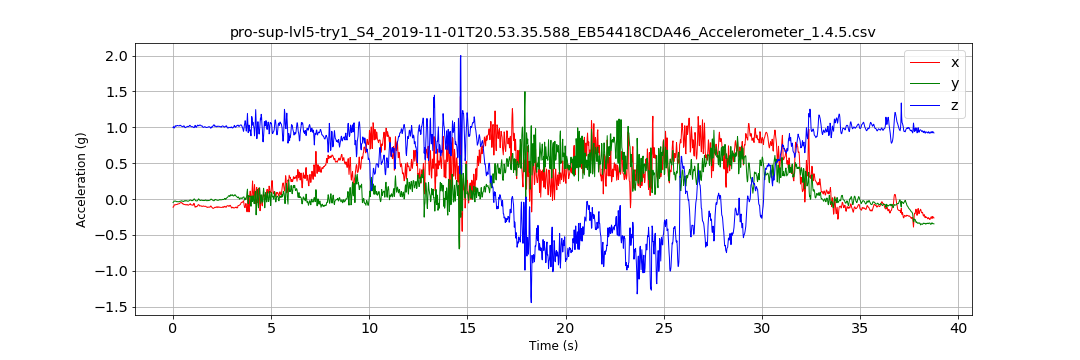 pro-sup-lvl5-try1_S4_2019-11-01T20.53.35.588_EB54418CDA46_Accelerometer_1.4.5.csv
2.0
1.5
1.0
0.5
0.0
−0.5
−1.0
−1.5
Acceleration (g)
x
y
z
0 5 10 15 20 25 30 35 40
Time (s)